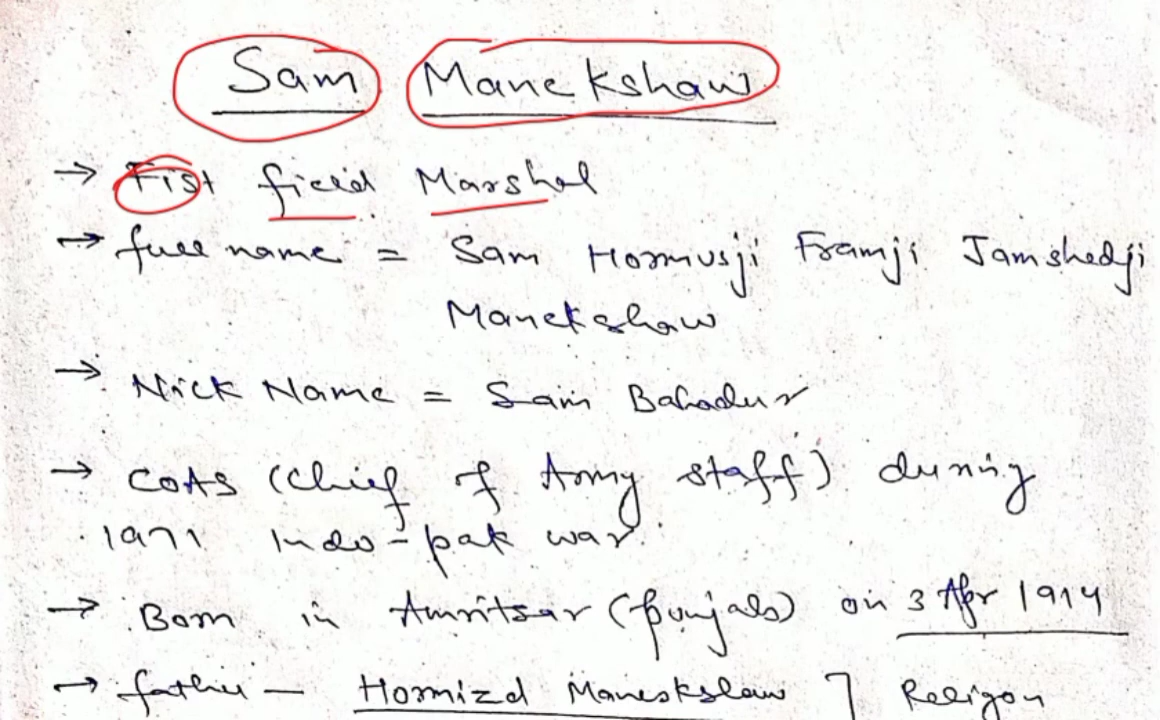 Sam Manekshaw
→ Fist field Marshal
→ full name = Sam Hormusji Framji Jamshedji
Manekshaw
→ Nick Name = Sam Bahadur
→ COAS (Chief of Army staff) during
1971 Indo-pak war.
→ Born in Amritsar (punjab) on 3 Apr 1914
→ father — Hormizd Manekshaw ] Religon